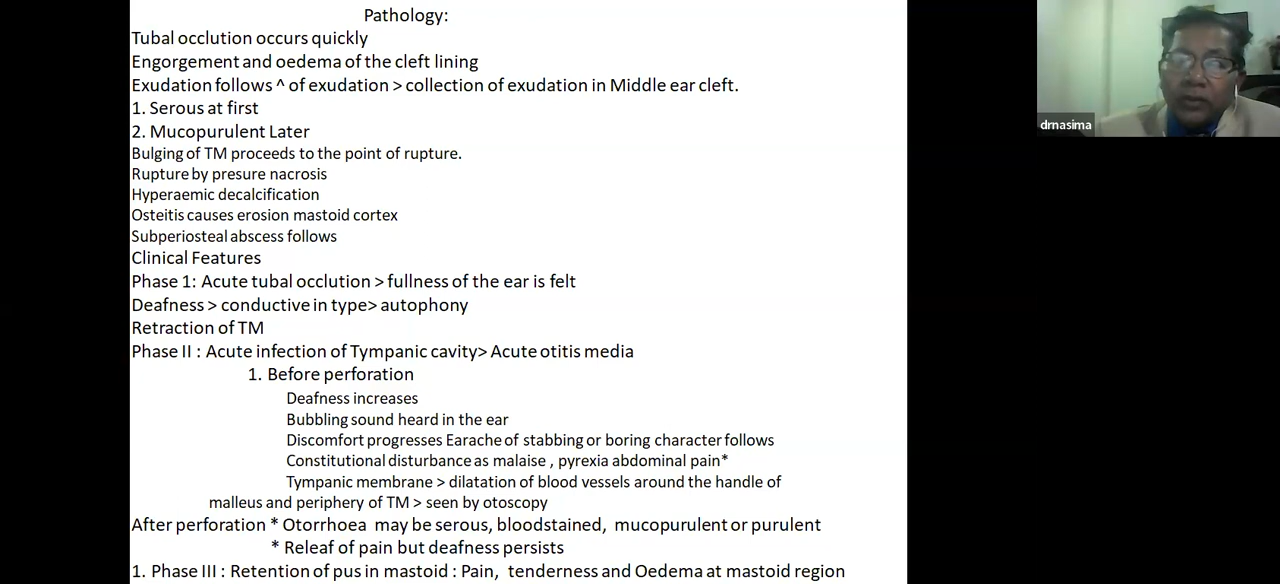 Pathology:
Tubal occlution occurs quickly
Engorgement and oedema of the cleft lining
Exudation follows ^ of exudation > collection of exudation in Middle ear cleft.
1. Serous at first
2. Mucopurulent Later
Bulging of TM proceeds to the point of rupture.
Rupture by presure nacrosis
Hyperaemic decalcification
Osteitis causes erosion mastoid cortex
Subperiosteal abscess follows
Clinical Features
Phase 1: Acute tubal occlution > fullness of the ear is felt
Deafness > conductive in type> autophony
Retraction of TM
Phase II : Acute infection of Tympanic cavity> Acute otitis media
1. Before perforation
Deafness increases
Bubbling sound heard in the ear
Discomfort progresses Earache of stabbing or boring character follows
Constitutional disturbance as malaise , pyrexia abdominal pain*
Tympanic membrane > dilatation of blood vessels around the handle of
malleus and periphery of TM > seen by otoscopy
After perforation * Otorrhoea may be serous, bloodstained, mucopurulent or purulent
* Releaf of pain but deafness persists
1. Phase III : Retention of pus in mastoid : Pain, tenderness and Oedema at mastoid region
drnasima